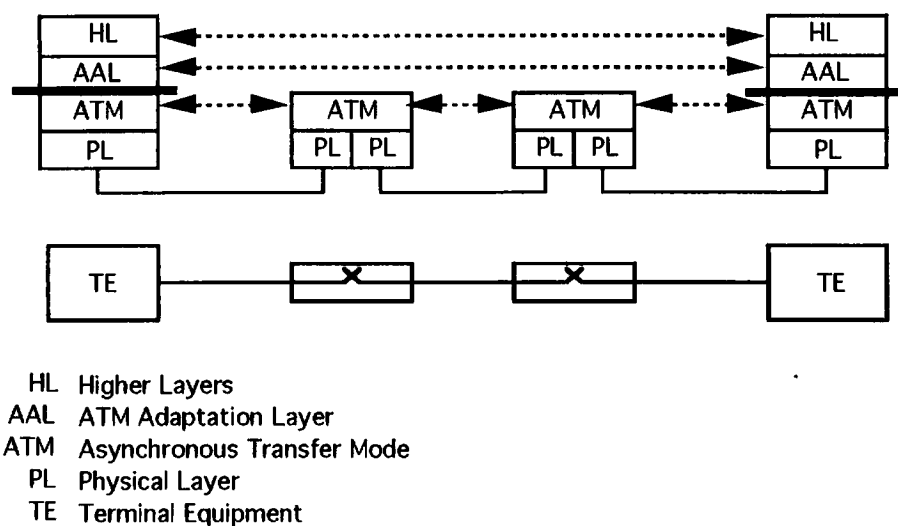 HL HL
AAL AAL
ATM ATM ATM ATM
PL PL PL PL PL PL
TE TE
HL Higher Layers
AAL ATM Adaptation Layer
ATM Asynchronous Transfer Mode
PL Physical Layer
TE Terminal Equipment